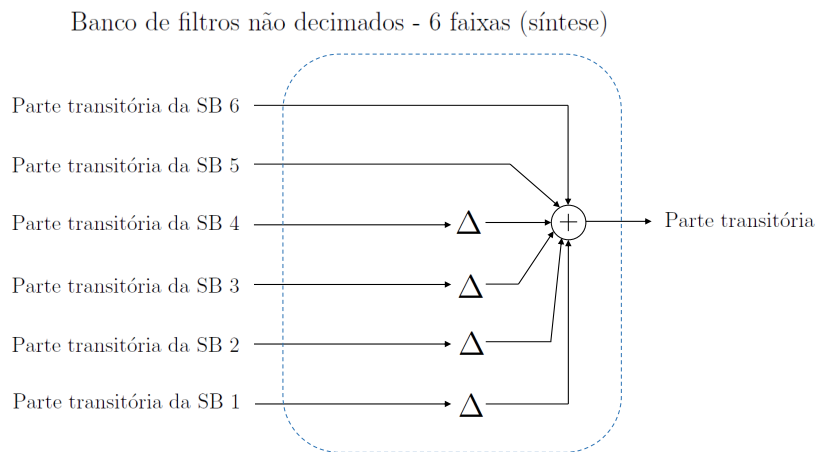 Banco de filtros não decimados - 6 faixas (síntese)
Parte transitória da SB 6
Parte transitória da SB 5
Parte transitória da SB 4
Δ
+
Parte transitória
Parte transitória da SB 3
Δ
Parte transitória da SB 2
Δ
Parte transitória da SB 1
Δ